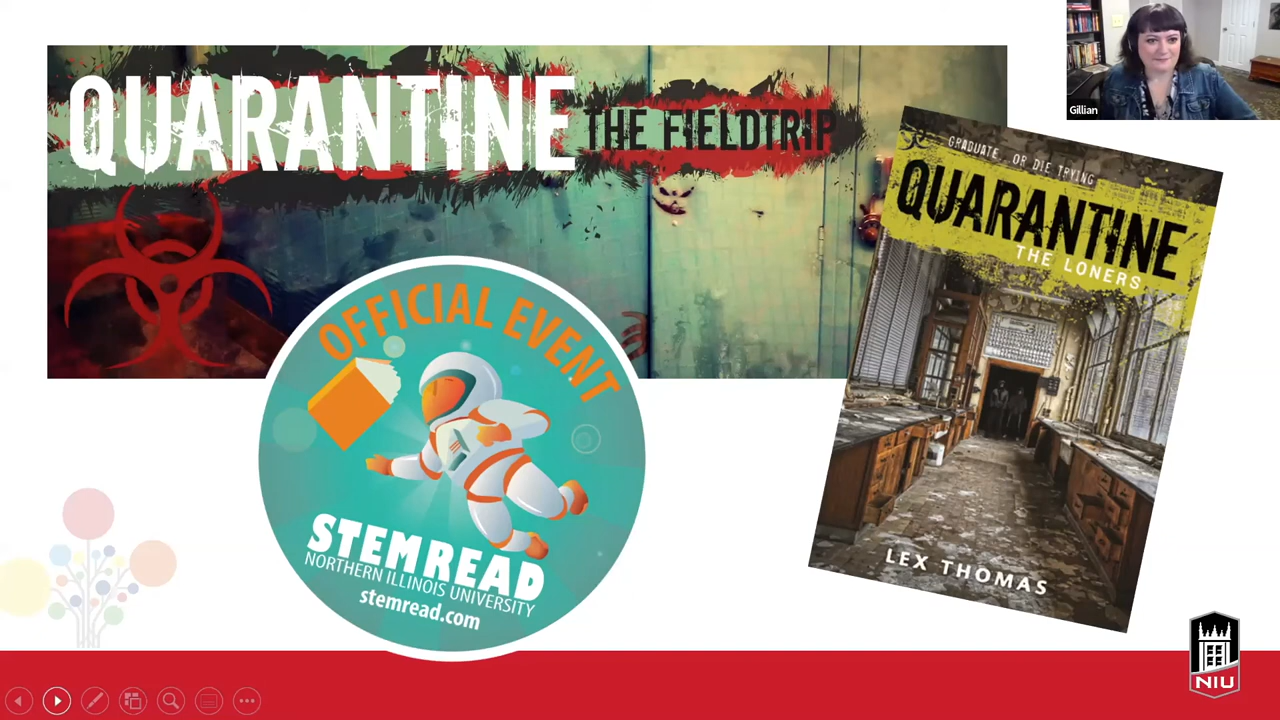 QUARANTINE THE FIELDTRIP
Gillian
GRADUATE ... OR DIE TRYING
QUARANTINE
THE LONERS
LEX THOMAS
OFFICIAL EVENT
STEMREAD
NORTHERN ILLINOIS UNIVERSITY
stemread.com
NIU